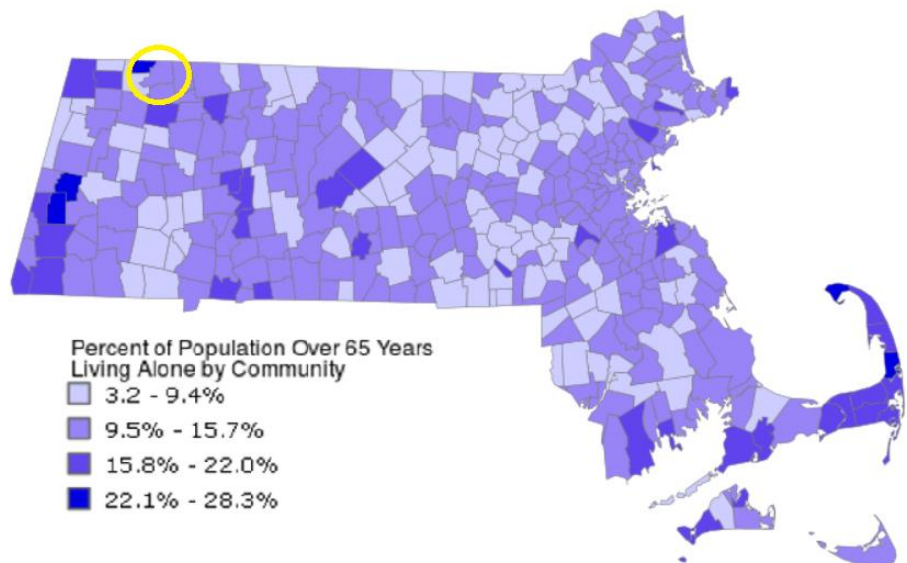 Percent of Population Over 65 Years
Living Alone by Community
3.2 - 9.4%
9.5% - 15.7%
15.8% - 22.0%
22.1% - 28.3%